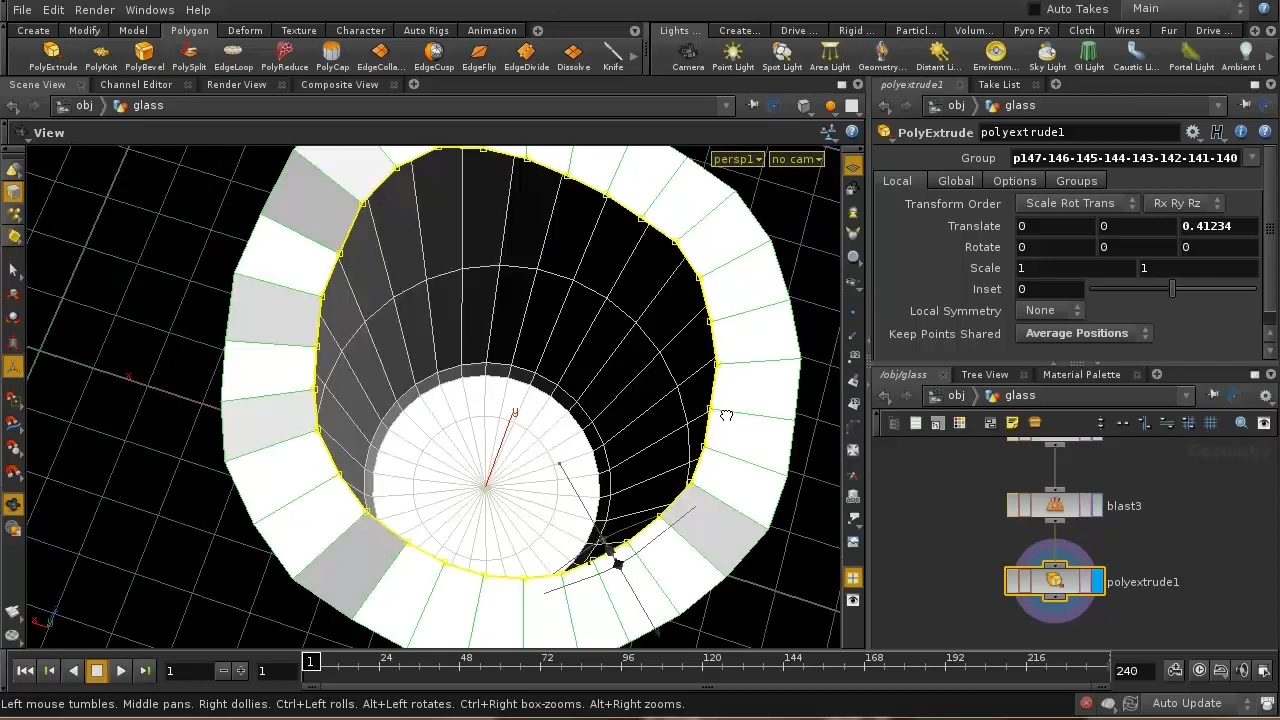 File Edit Render Windows Help Auto Takes Main
Create Modify Model Polygon Deform Texture Character Auto Rigs Animation Lights ... Create... Drive ... Rigid ... Particl... Volum... Pyro FX Cloth Wires Fur Drive ...
PolyExtrude PolyKnit PolyBevel PolySplit EdgeLoop PolyReduce PolyCap EdgeColla... EdgeCusp EdgeFlip EdgeDivide Dissolve Knife Camera Point Light Spot Light Area Light Geometry... Distant Li... Environm... Sky Light GI Light Caustic Li... Portal Light Ambient L
Scene View Channel Editor Render View Composite View polyextrude1 Take List
obj glass obj glass
View PolyExtrude polyextrude1
persp1 no cam Group p147-146-145-144-143-142-141-140
Local Global Options Groups
Transform Order Scale Rot Trans Rx Ry Rz
Translate 0 0 0.41234
Rotate 0 0 0
Scale 1 1
Inset 0
Local Symmetry None
Keep Points Shared Average Positions
/obj/glass Tree View Material Palette
obj glass
x y
blast3
polyextrude1
1 1 1 24 48 72 96 120 144 168 192 216 240
Left mouse tumbles. Middle pans. Right dollies. Ctrl+Left rolls. Alt+Left rotates. Ctrl+Right box-zooms. Alt+Right zooms. Auto Update